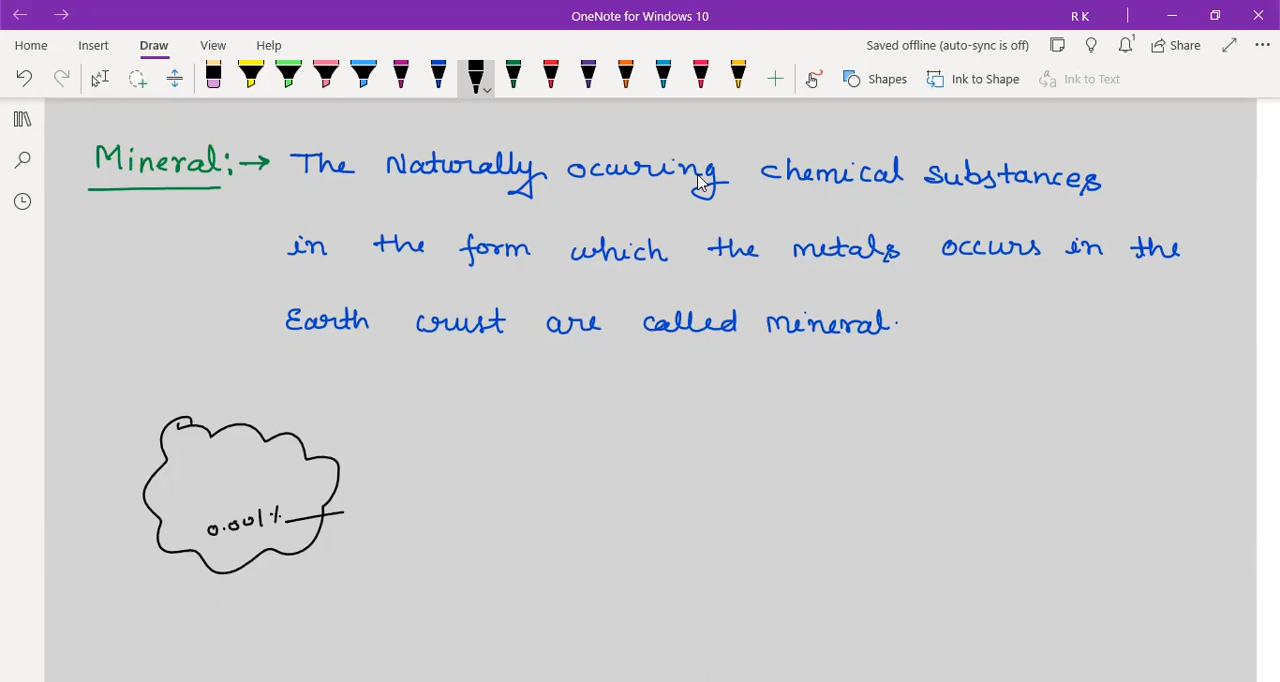 OneNote for Windows 10
R K
Home Insert Draw View Help
Saved offline (auto-sync is off) Share
Shapes Ink to Shape Ink to Text
Mineral:→ The Naturally occuring chemical substances
in the form which the metals occurs in the
Earth crust are called mineral.
0.001%